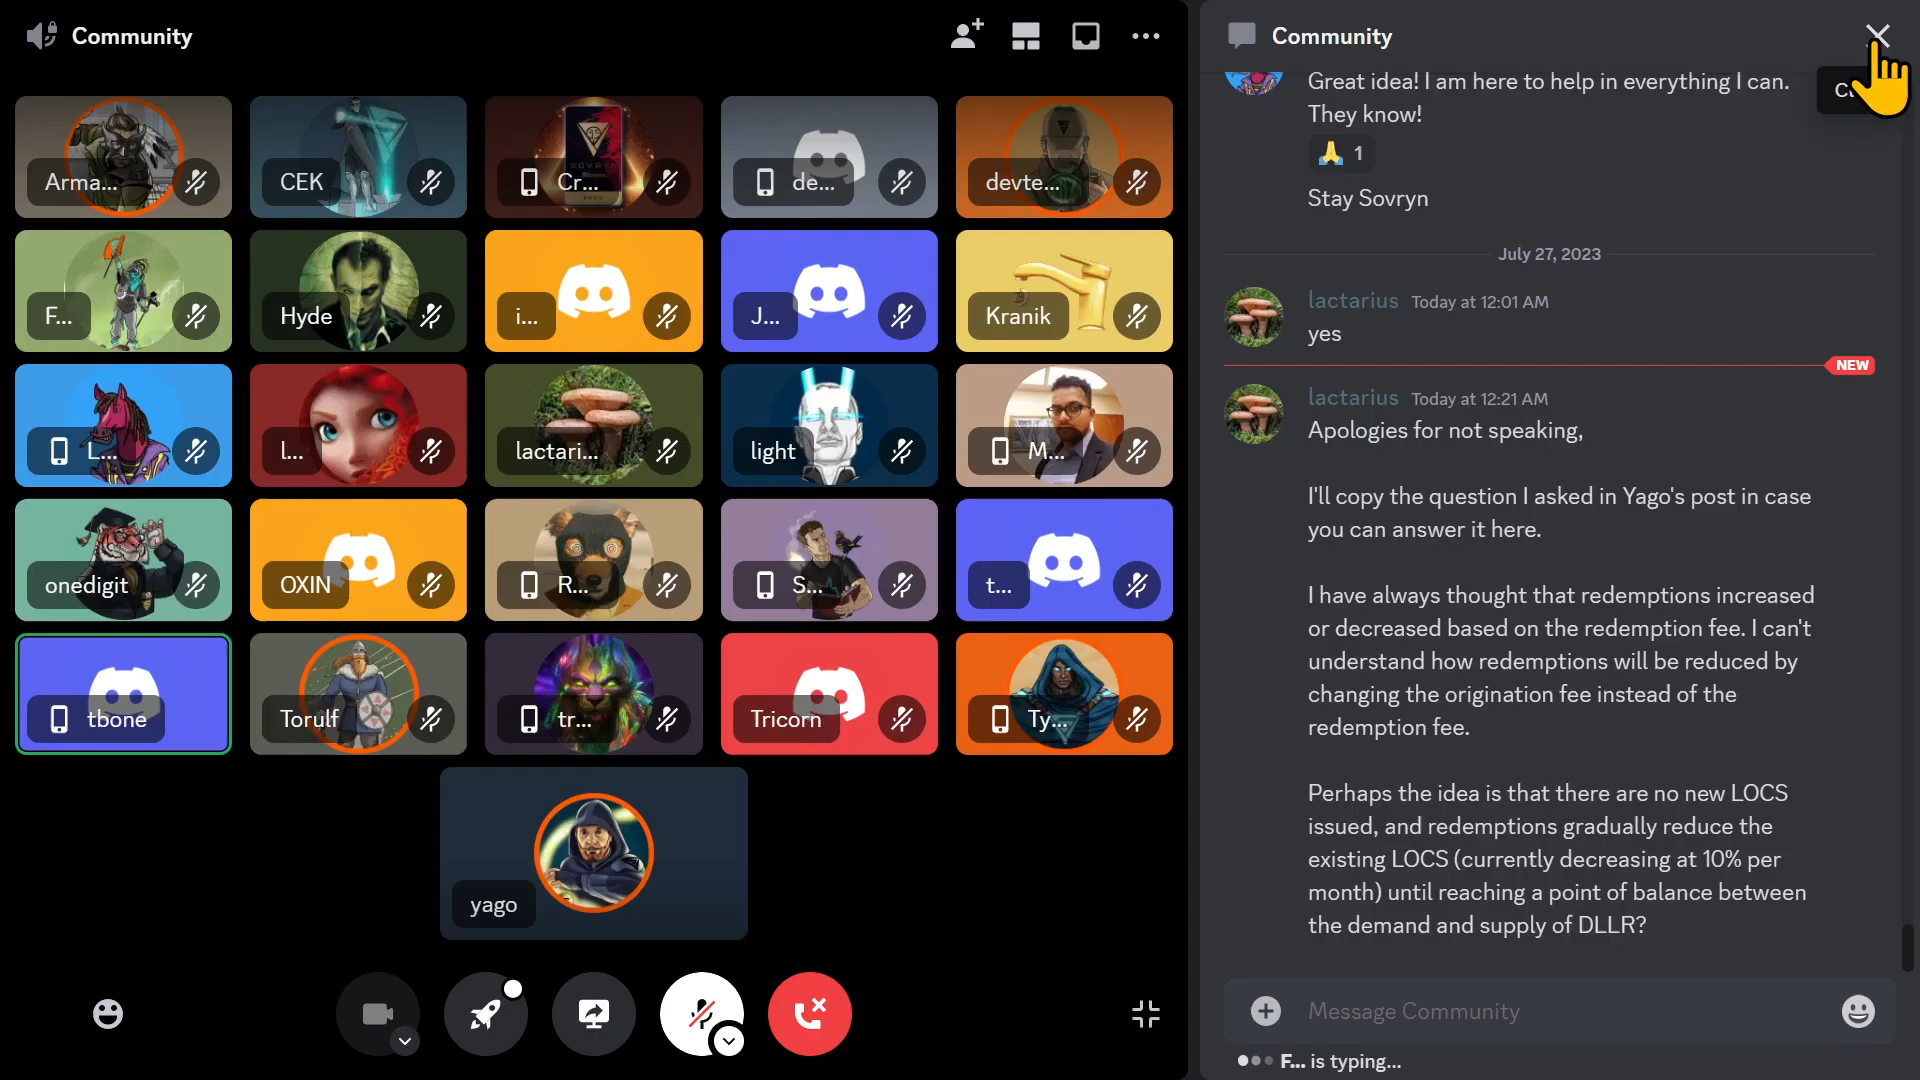 Community
Arma...
CEK
Cr...
de...
devte...
F...
Hyde
i...
J...
Kranik
L...
l...
lactari...
light
M...
onedigit
OXIN
R...
S...
t...
tbone
Torulf
tr...
Tricorn
Ty...
yago
Community
Great idea! I am here to help in everything I can.
They know!
🙏 1
Stay Sovryn
July 27, 2023
lactarius Today at 12:01 AM
yes
NEW
lactarius Today at 12:21 AM
Apologies for not speaking,
I'll copy the question I asked in Yago's post in case
you can answer it here.
I have always thought that redemptions increased
or decreased based on the redemption fee. I can't
understand how redemptions will be reduced by
changing the origination fee instead of the
redemption fee.
Perhaps the idea is that there are no new LOCS
issued, and redemptions gradually reduce the
existing LOCS (currently decreasing at 10% per
month) until reaching a point of balance between
the demand and supply of DLLR?
Message Community
F... is typing...